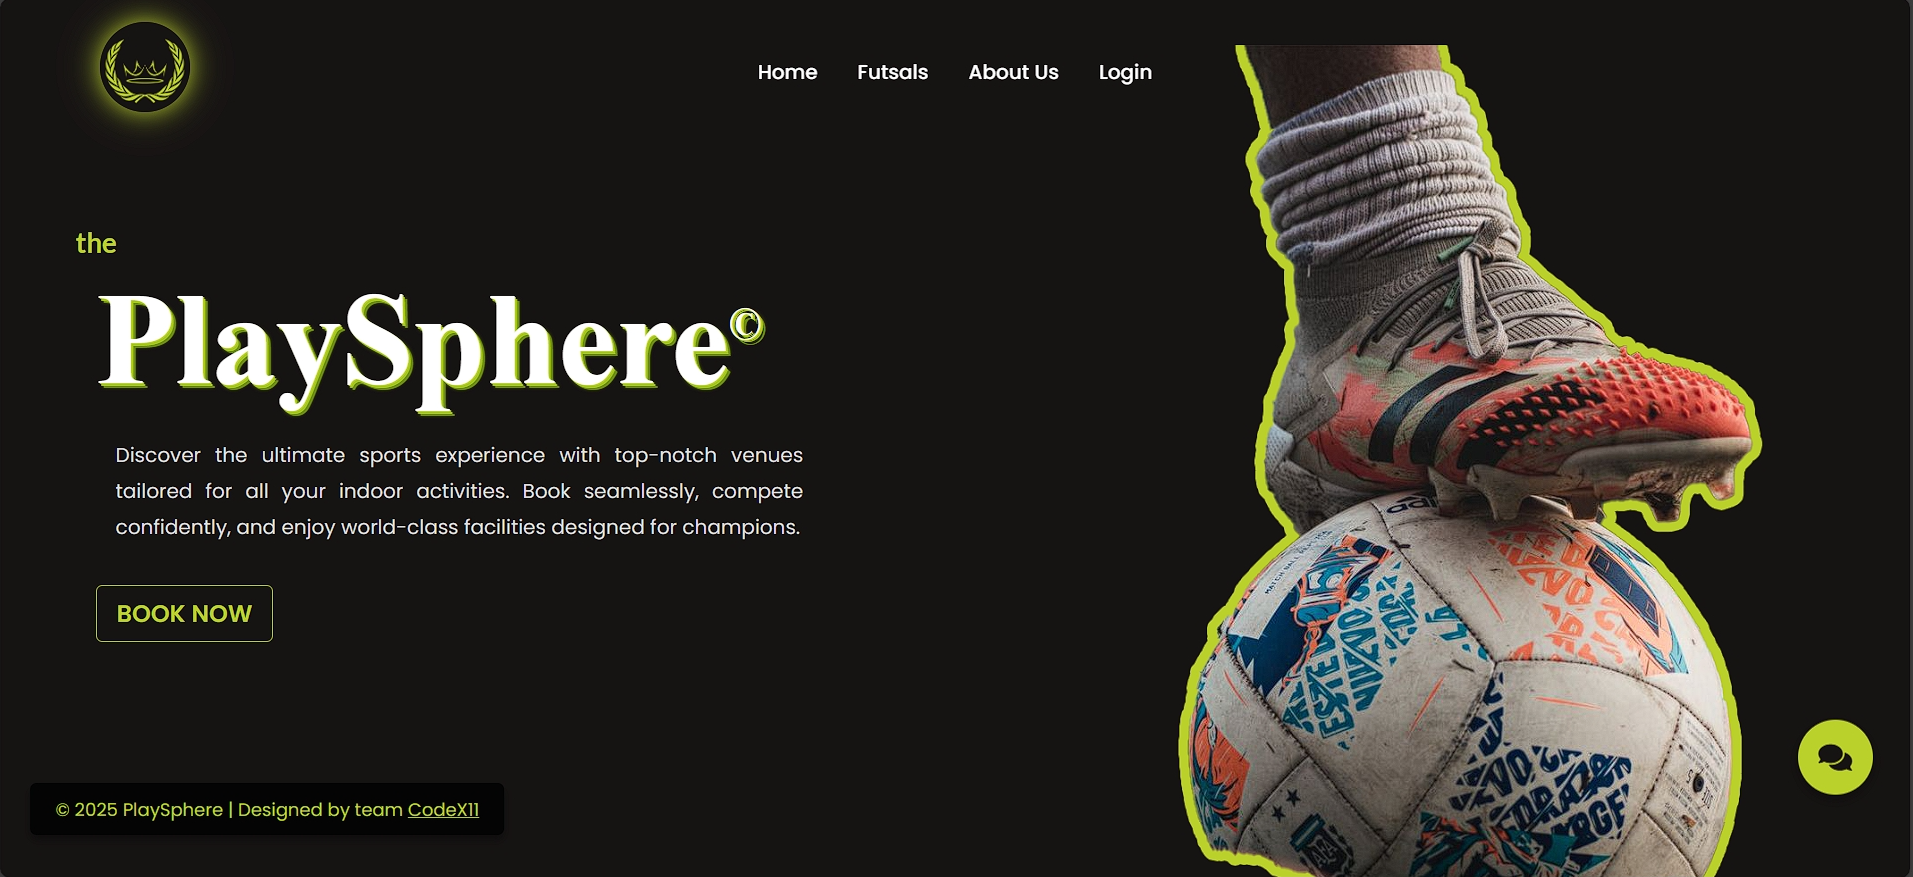 Home Futsals About Us Login
the
PlaySphere©
Discover the ultimate sports experience with top-notch venues
tailored for all your indoor activities. Book seamlessly, compete
confidently, and enjoy world-class facilities designed for champions.
BOOK NOW
© 2025 PlaySphere | Designed by team CodeX11
AFA